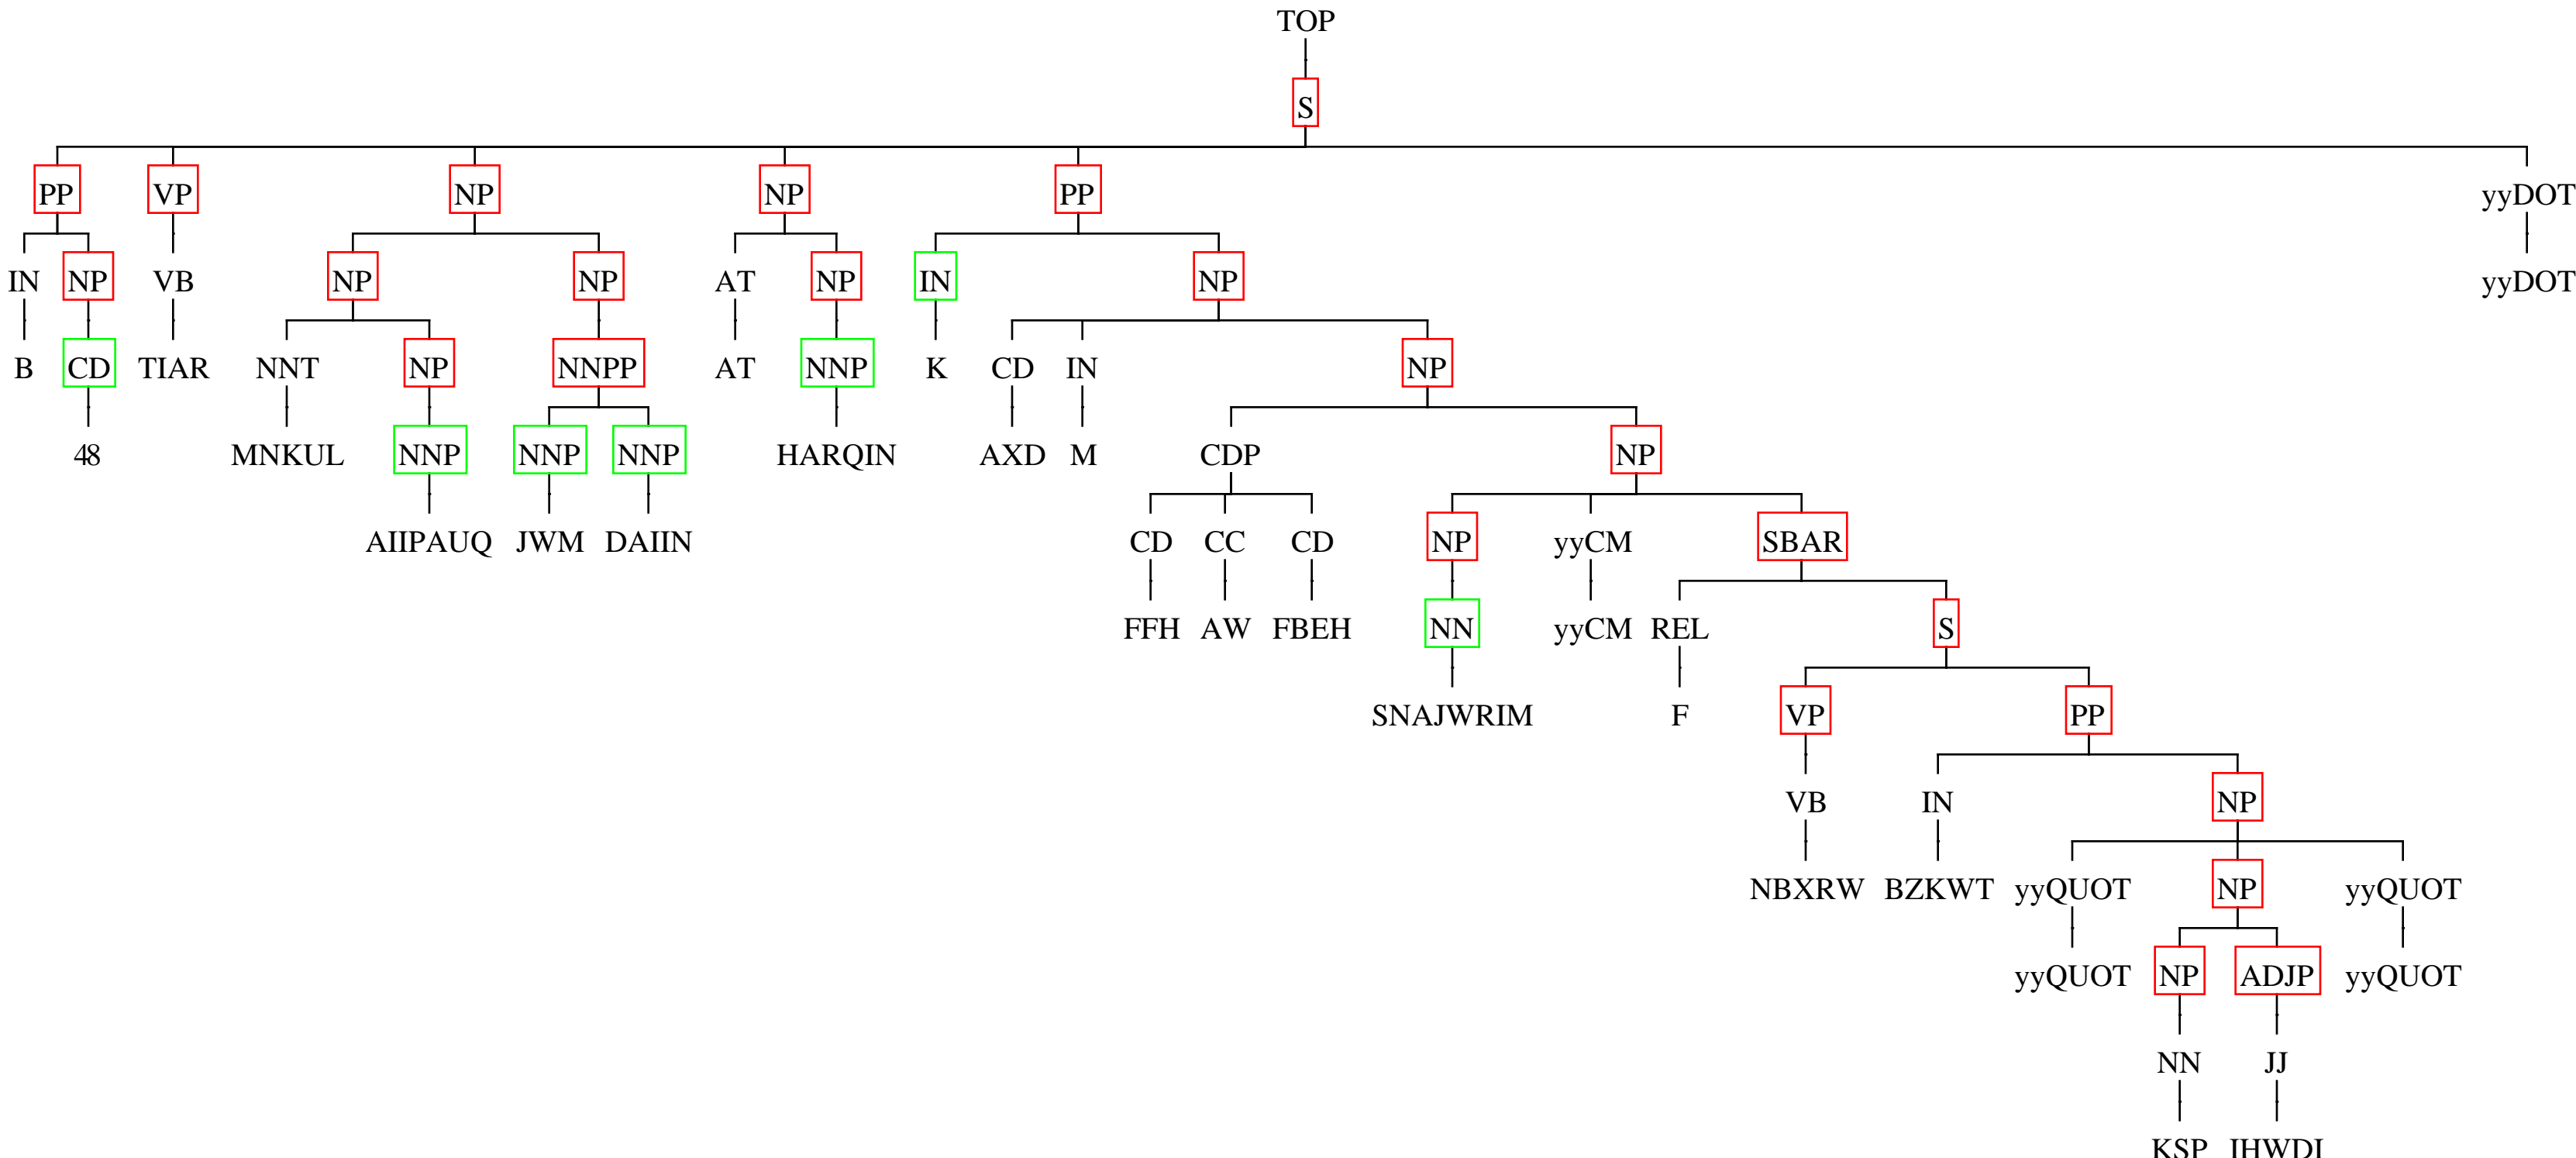 TOP
S
PP VP NP NP PP yyDOT
IN NP VB NP NP AT NP IN NP yyDOT
B CD TIAR NNT NP NNPP AT NNP K CD IN NP
48 MNKUL NNP NNP NNP HARQIN AXD M CDP NP
AIIPAUQ JWM DAIIN CD CC CD NP yyCM SBAR
FFH AW FBEH NN yyCM REL S
SNAJWRIM F VP PP
VB IN NP
NBXRW BZKWT yyQUOT NP yyQUOT
yyQUOT NP ADJP yyQUOT
NN JJ
KSP IHWDI